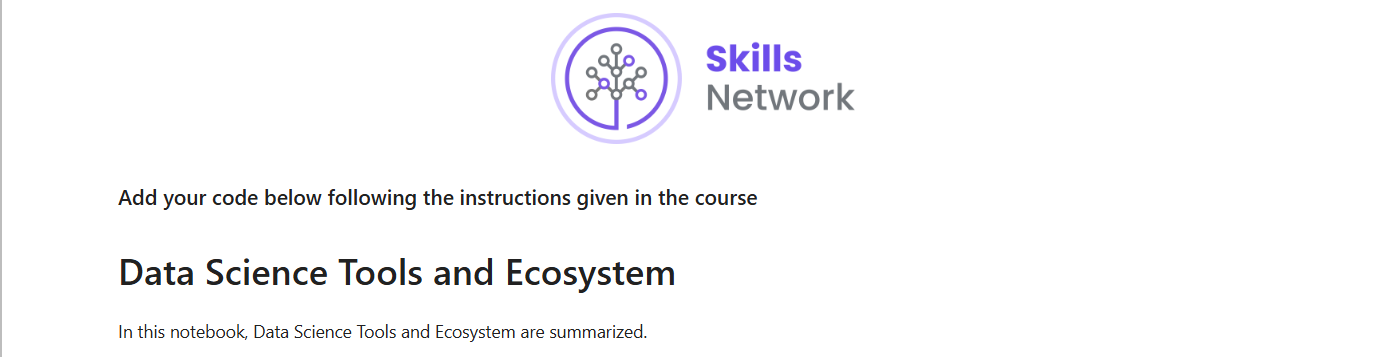 Skills
Network
Add your code below following the instructions given in the course
Data Science Tools and Ecosystem
In this notebook, Data Science Tools and Ecosystem are summarized.